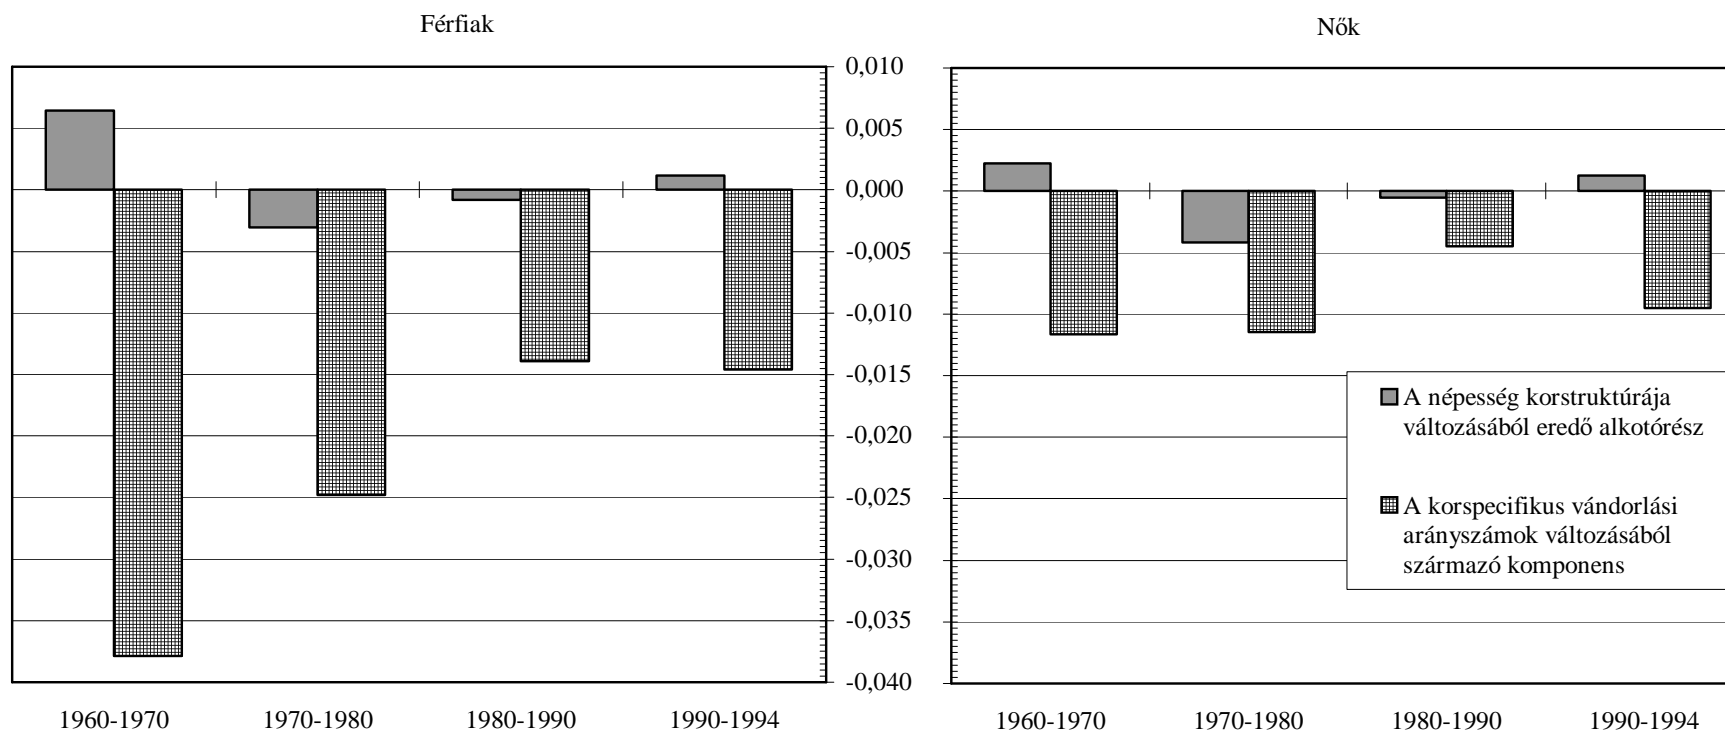 Férfiak
Nők
0,010
0,005
0,000
-0,005
-0,010
-0,015
-0,020
-0,025
-0,030
-0,035
-0,040
1960-1970
1970-1980
1980-1990
1990-1994
A népesség korstruktúrája
változásából eredő alkotórész
A korspecifikus vándorlási
arányszámok változásából
származó komponens
1960-1970
1970-1980
1980-1990
1990-1994